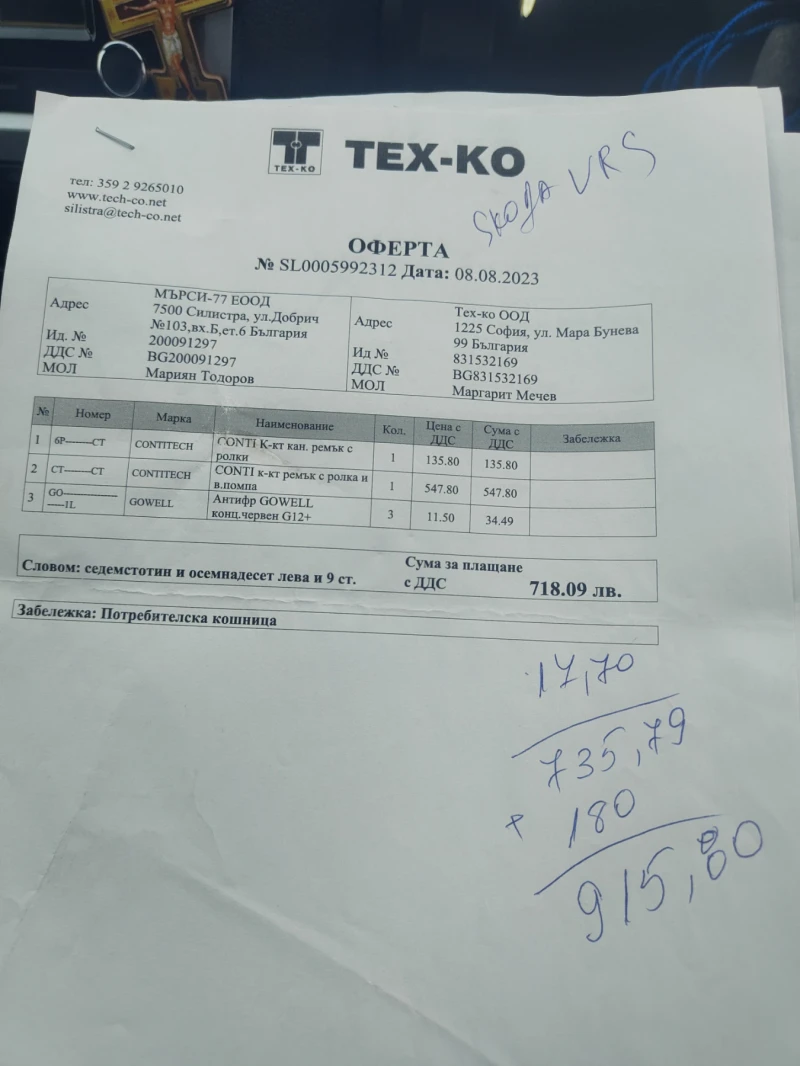 ТЕХ-КО
ТЕХ-КО
SKOДA VRS
тел: 359 2 9265010
www.tech-co.net
silistra@tech-co.net
ОФЕРТА
№ SL0005992312 Дата: 08.08.2023
Адрес МЪРСИ-77 ЕООД
7500 Силистра, ул.Добрич
№103,вх.Б,ет.6 България
Ид. № 200091297
ДДС № BG200091297
МОЛ Мариян Тодоров
Адрес Тех-ко ООД
1225 София, ул. Мара Бунева
99 България
Ид № 831532169
ДДС № BG831532169
МОЛ Маргарит Мечев
№ Номер Марка Наименование Кол. Цена с ДДС Сума с ДДС Забележка
1 6P-------CT CONTITECH CONTI К-кт кан. ремък с ролки 1 135.80 135.80
2 CT-------CT CONTITECH CONTI к-кт ремък с ролка и в.помпа 1 547.80 547.80
3 GO---------------------1L GOWELL Антифр GOWELL конц.червен G12+ 3 11.50 34.49
Словом: седемстотин и осемнадесет лева и 9 ст. Сума за плащане
с ДДС 718.09 лв.
Забележка: Потребителска кошница
17,70
735,79
+ 180
915,80